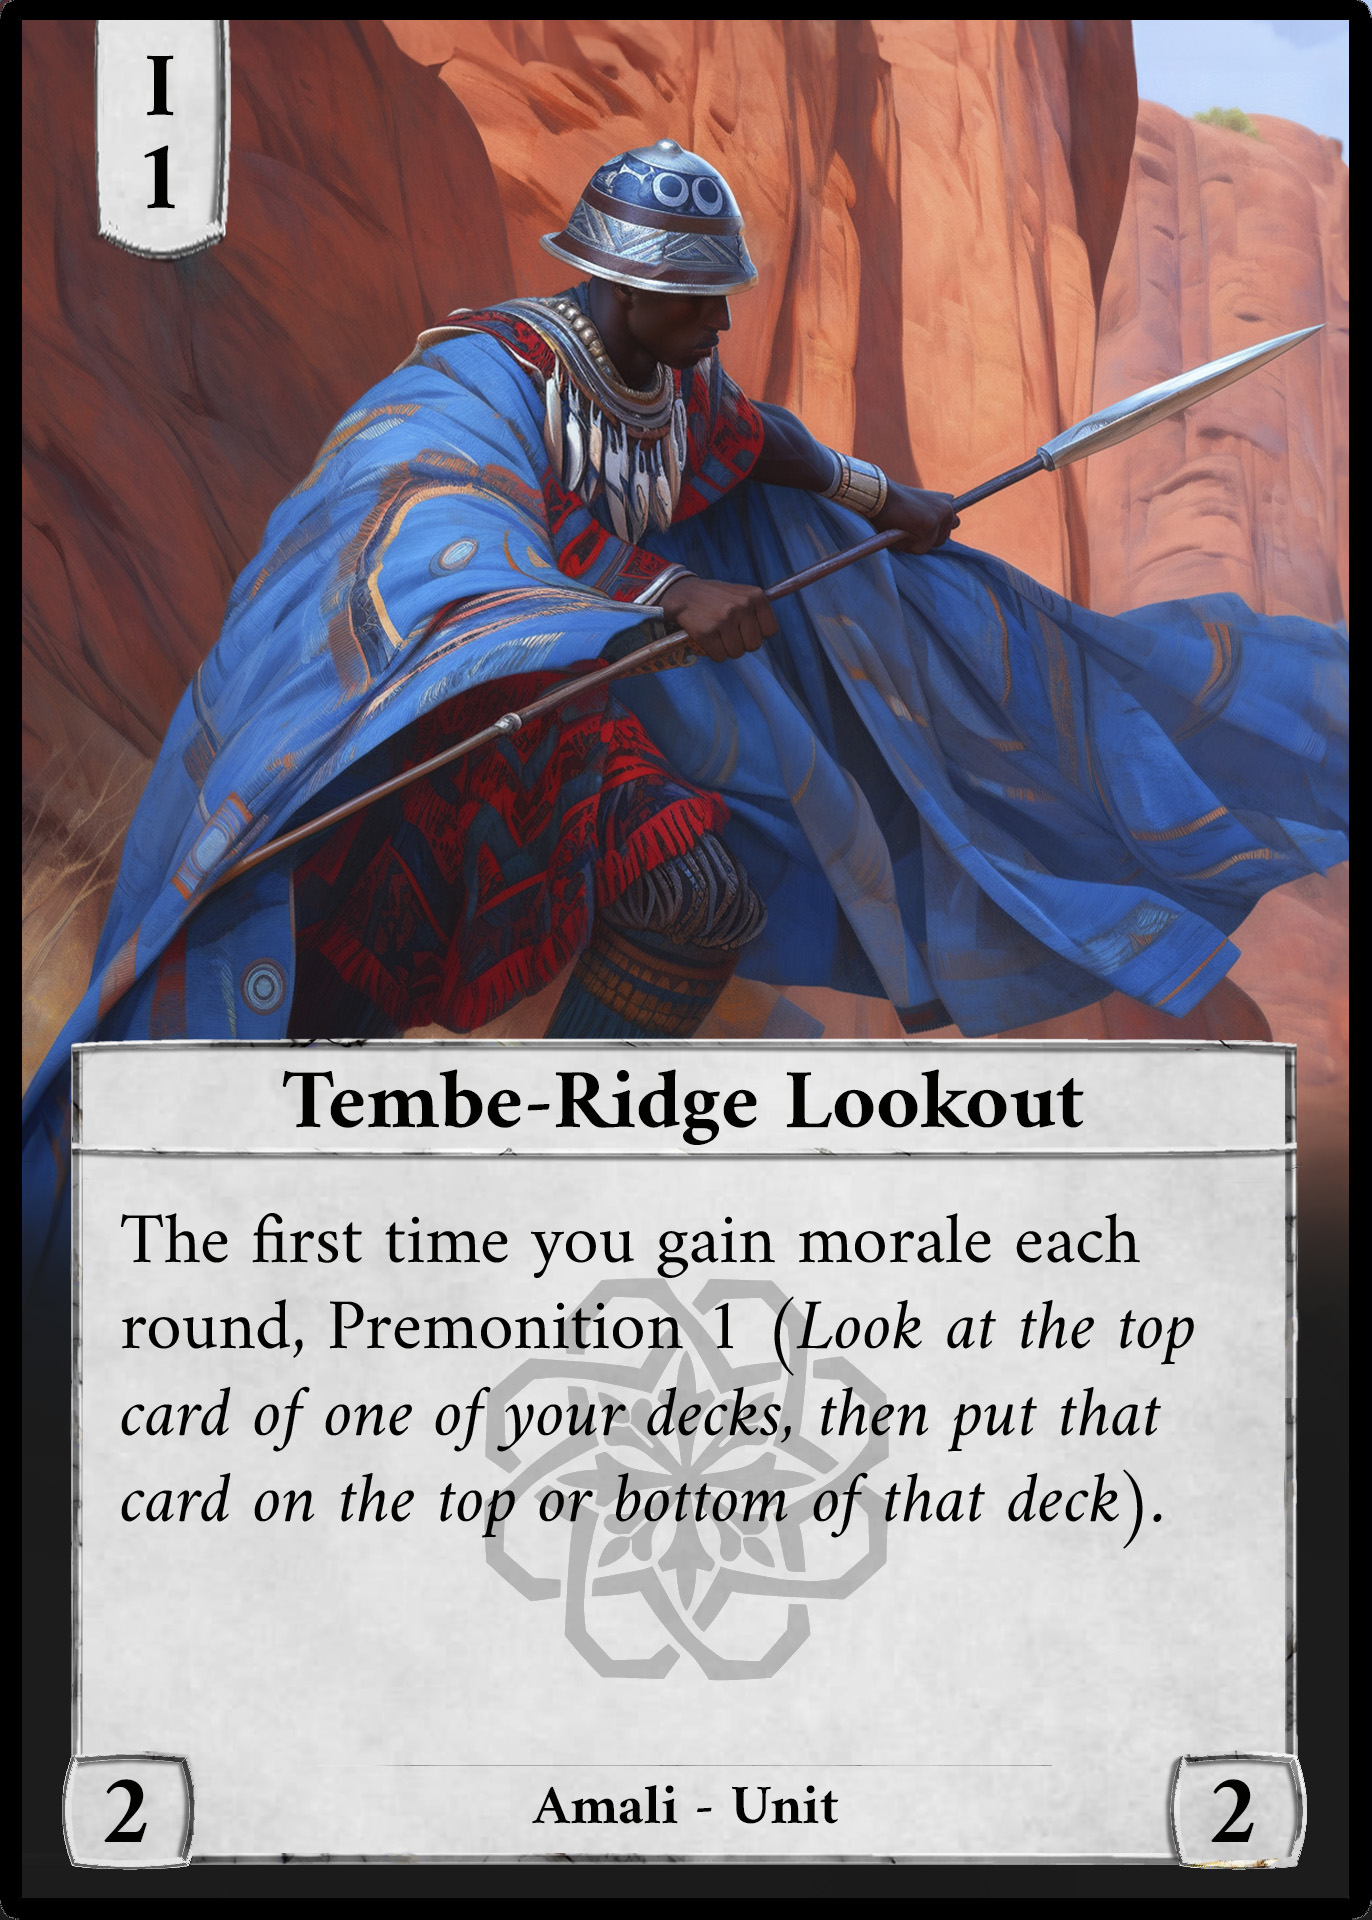 I
1
Tembe-Ridge Lookout
The first time you gain morale each
round, Premonition 1 (Look at the top
card of one of your decks, then put that
card on the top or bottom of that deck).
2
Amali - Unit
2